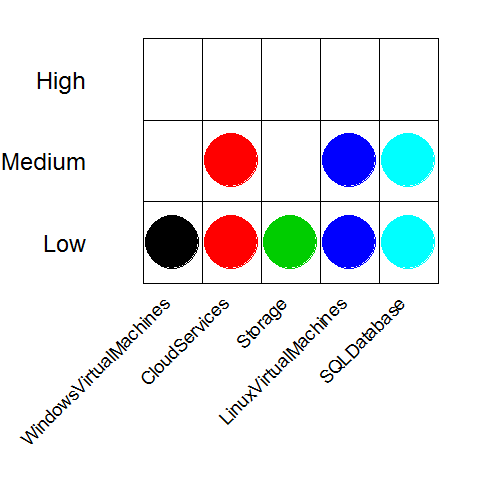 High
Medium
Low
WindowsVirtualMachines
CloudServices
Storage
LinuxVirtualMachines
SQLDatabase